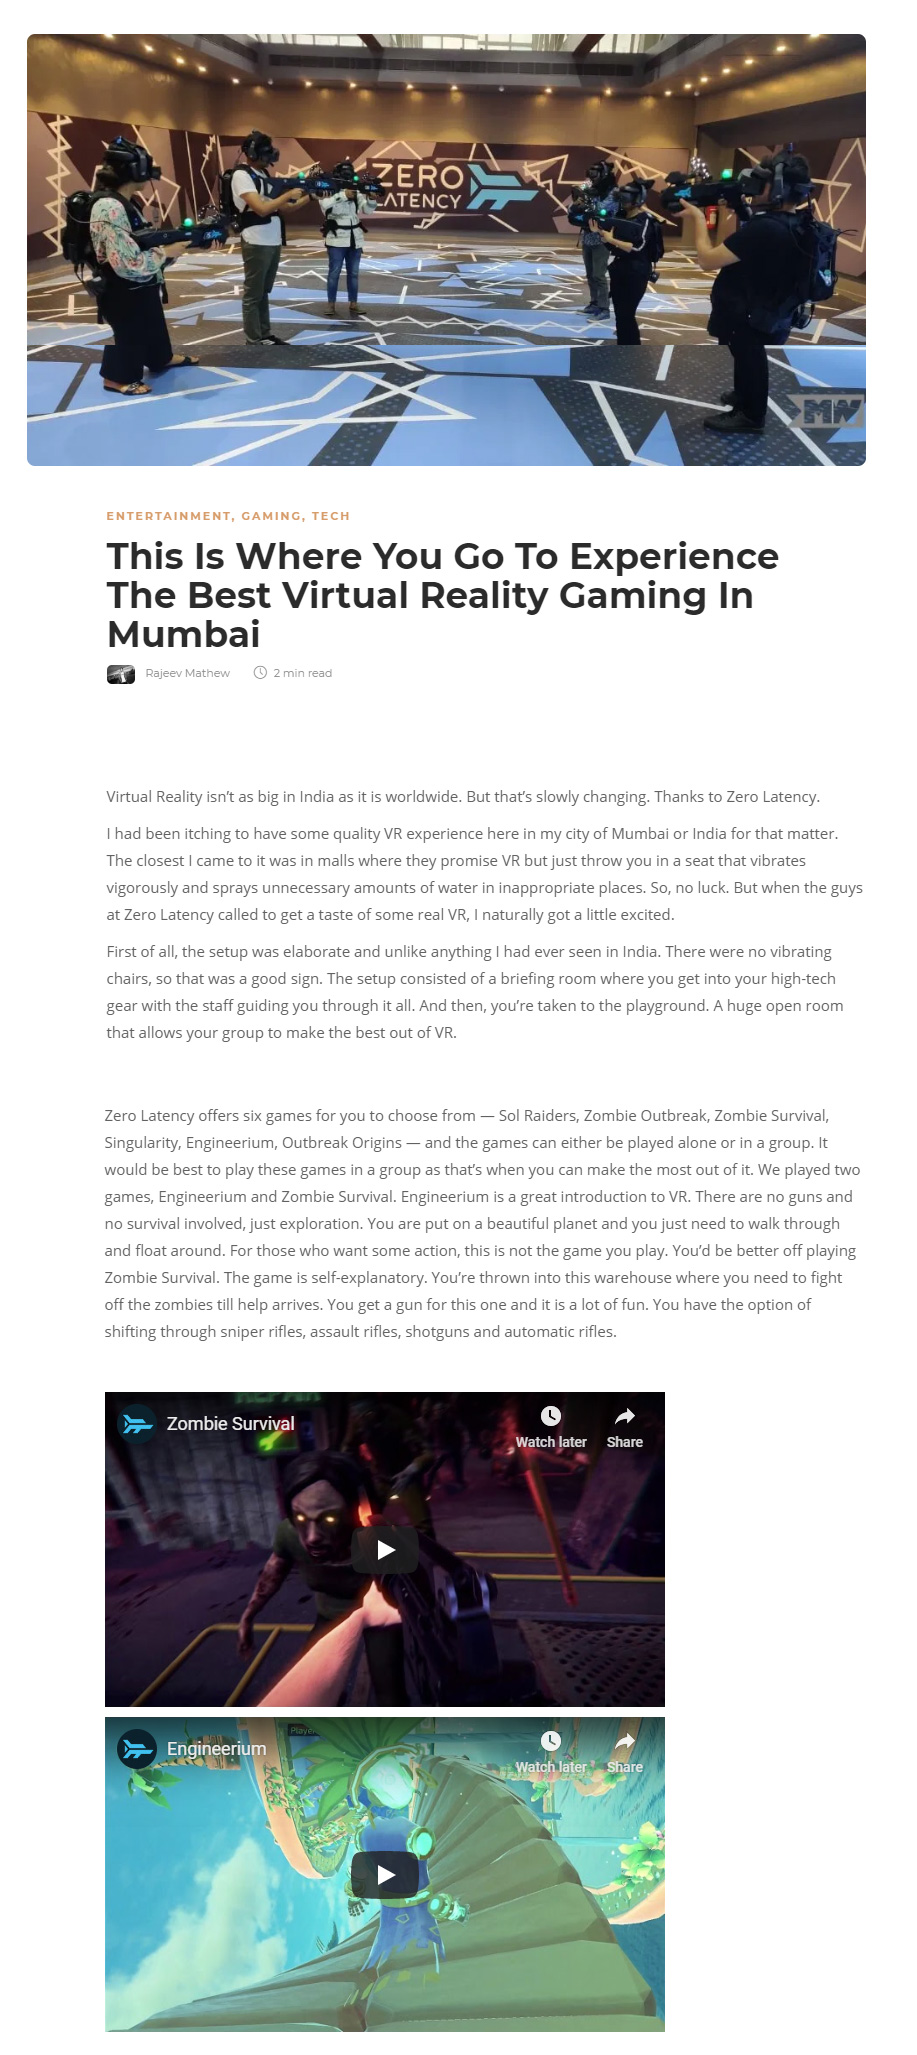 ZERO
LATENCY
MW
ENTERTAINMENT, GAMING, TECH
This Is Where You Go To Experience
The Best Virtual Reality Gaming In
Mumbai
Rajeev Mathew 2 min read
Virtual Reality isn’t as big in India as it is worldwide. But that’s slowly changing. Thanks to Zero Latency.
I had been itching to have some quality VR experience here in my city of Mumbai or India for that matter.
The closest I came to it was in malls where they promise VR but just throw you in a seat that vibrates
vigorously and sprays unnecessary amounts of water in inappropriate places. So, no luck. But when the guys
at Zero Latency called to get a taste of some real VR, I naturally got a little excited.
First of all, the setup was elaborate and unlike anything I had ever seen in India. There were no vibrating
chairs, so that was a good sign. The setup consisted of a briefing room where you get into your high-tech
gear with the staff guiding you through it all. And then, you’re taken to the playground. A huge open room
that allows your group to make the best out of VR.
Zero Latency offers six games for you to choose from — Sol Raiders, Zombie Outbreak, Zombie Survival,
Singularity, Engineerium, Outbreak Origins — and the games can either be played alone or in a group. It
would be best to play these games in a group as that’s when you can make the most out of it. We played two
games, Engineerium and Zombie Survival. Engineerium is a great introduction to VR. There are no guns and
no survival involved, just exploration. You are put on a beautiful planet and you just need to walk through
and float around. For those who want some action, this is not the game you play. You’d be better off playing
Zombie Survival. The game is self-explanatory. You’re thrown into this warehouse where you need to fight
off the zombies till help arrives. You get a gun for this one and it is a lot of fun. You have the option of
shifting through sniper rifles, assault rifles, shotguns and automatic rifles.
Zombie Survival
Watch later Share
Engineerium
Watch later Share